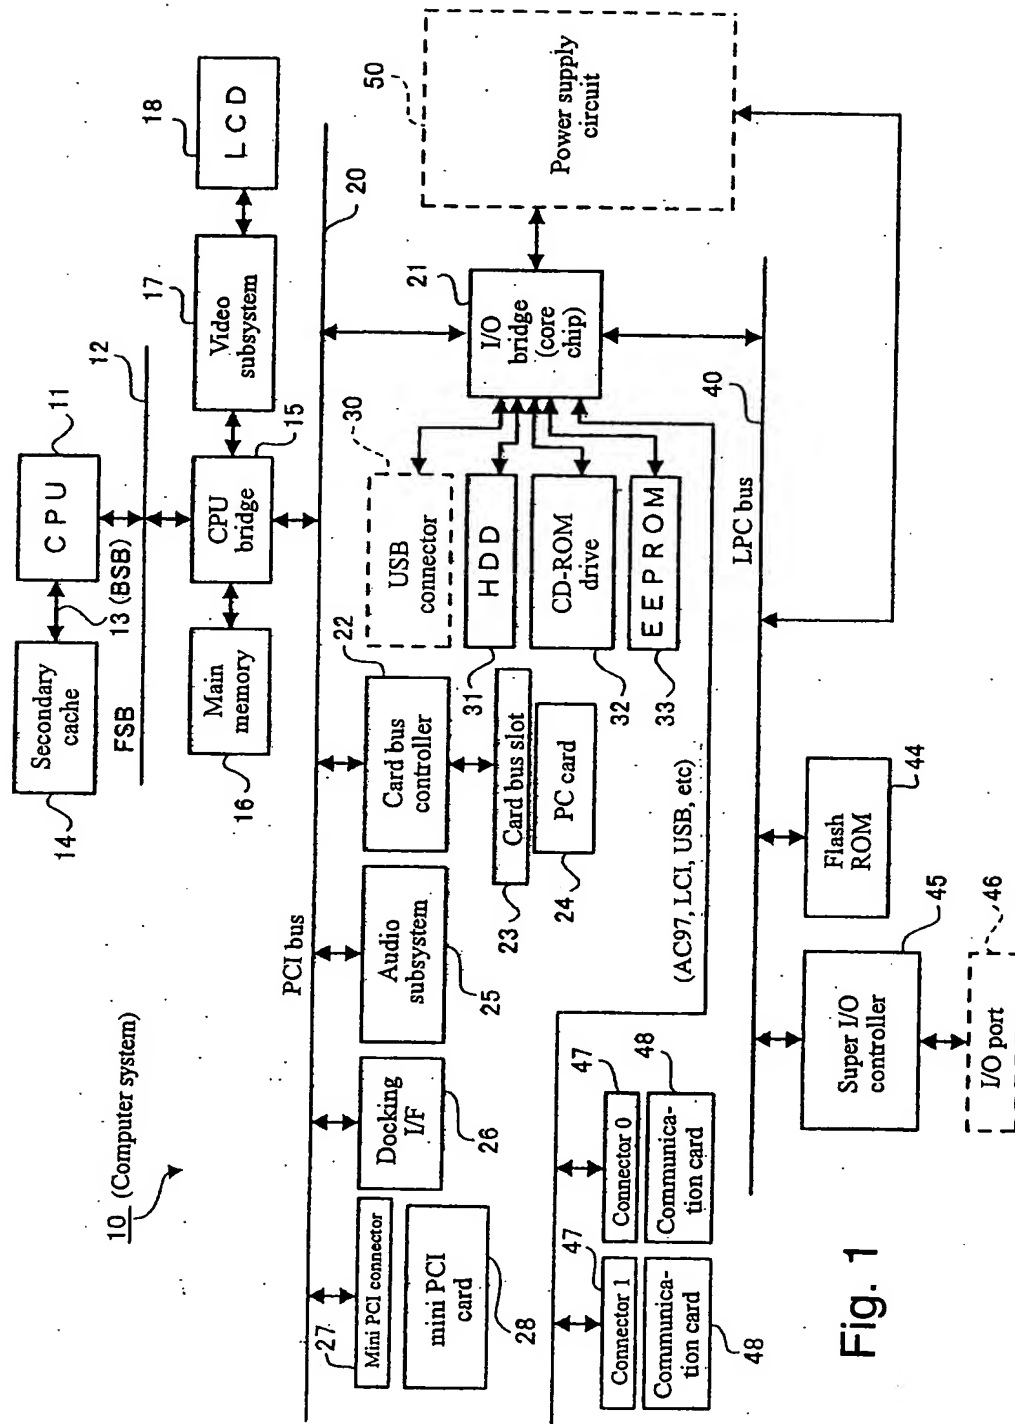 10 (Computer system)
14
Secondary
cache
13 (BSB)
CPU
11
FSB
12
16
Main
memory
CPU
bridge
15
Video
subsystem
17
LCD
18
PCI bus
20
27
Mini PCI connector
mini PCI
card
28
Docking
I/F
26
Audio
subsystem
25
Card bus
controller
22
Card bus slot
23
PC card
24
USB
connector
30
HDD
31
CD-ROM
drive
32
EEPROM
33
I/O
bridge
(core
chip)
21
Power supply
circuit
50
(AC97, LCI, USB, etc)
Connector 1
47
Communica-
tion card
48
Connector 0
47
Communica-
tion card
48
LPC bus
40
Super I/O
controller
45
Flash
ROM
44
I/O port
46
Fig. 1